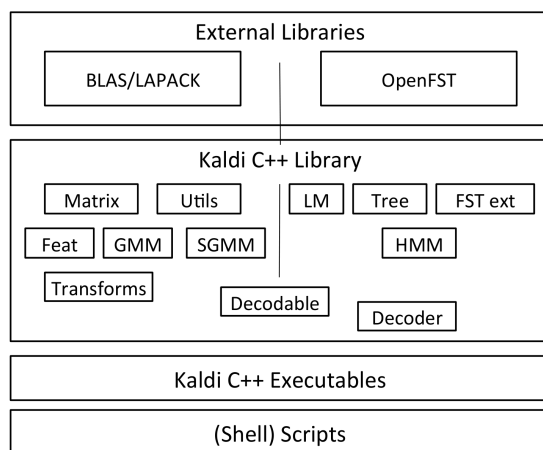 External Libraries
BLAS/LAPACK
OpenFST
Kaldi C++ Library
Matrix
Utils
LM
Tree
FST ext
Feat
GMM
SGMM
HMM
Transforms
Decodable
Decoder
Kaldi C++ Executables
(Shell) Scripts